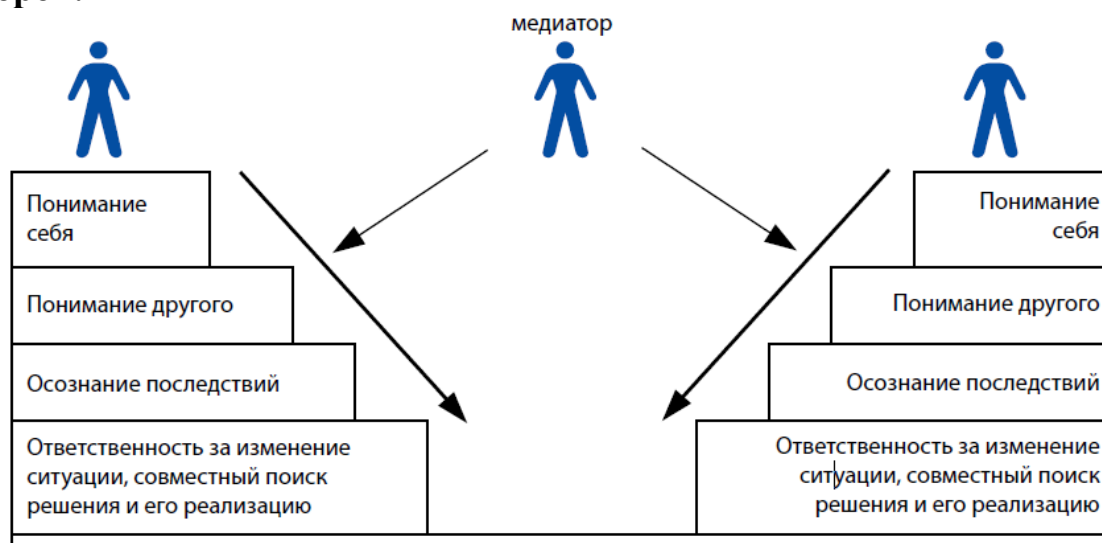 медиатор
Понимание
себя
Понимание
себя
Понимание другого
Понимание другого
Осознание последствий
Осознание последствий
Ответственность за изменение
ситуации, совместный поиск
решения и его реализацию
Ответственность за изменение
ситуации, совместный поиск
решения и его реализацию